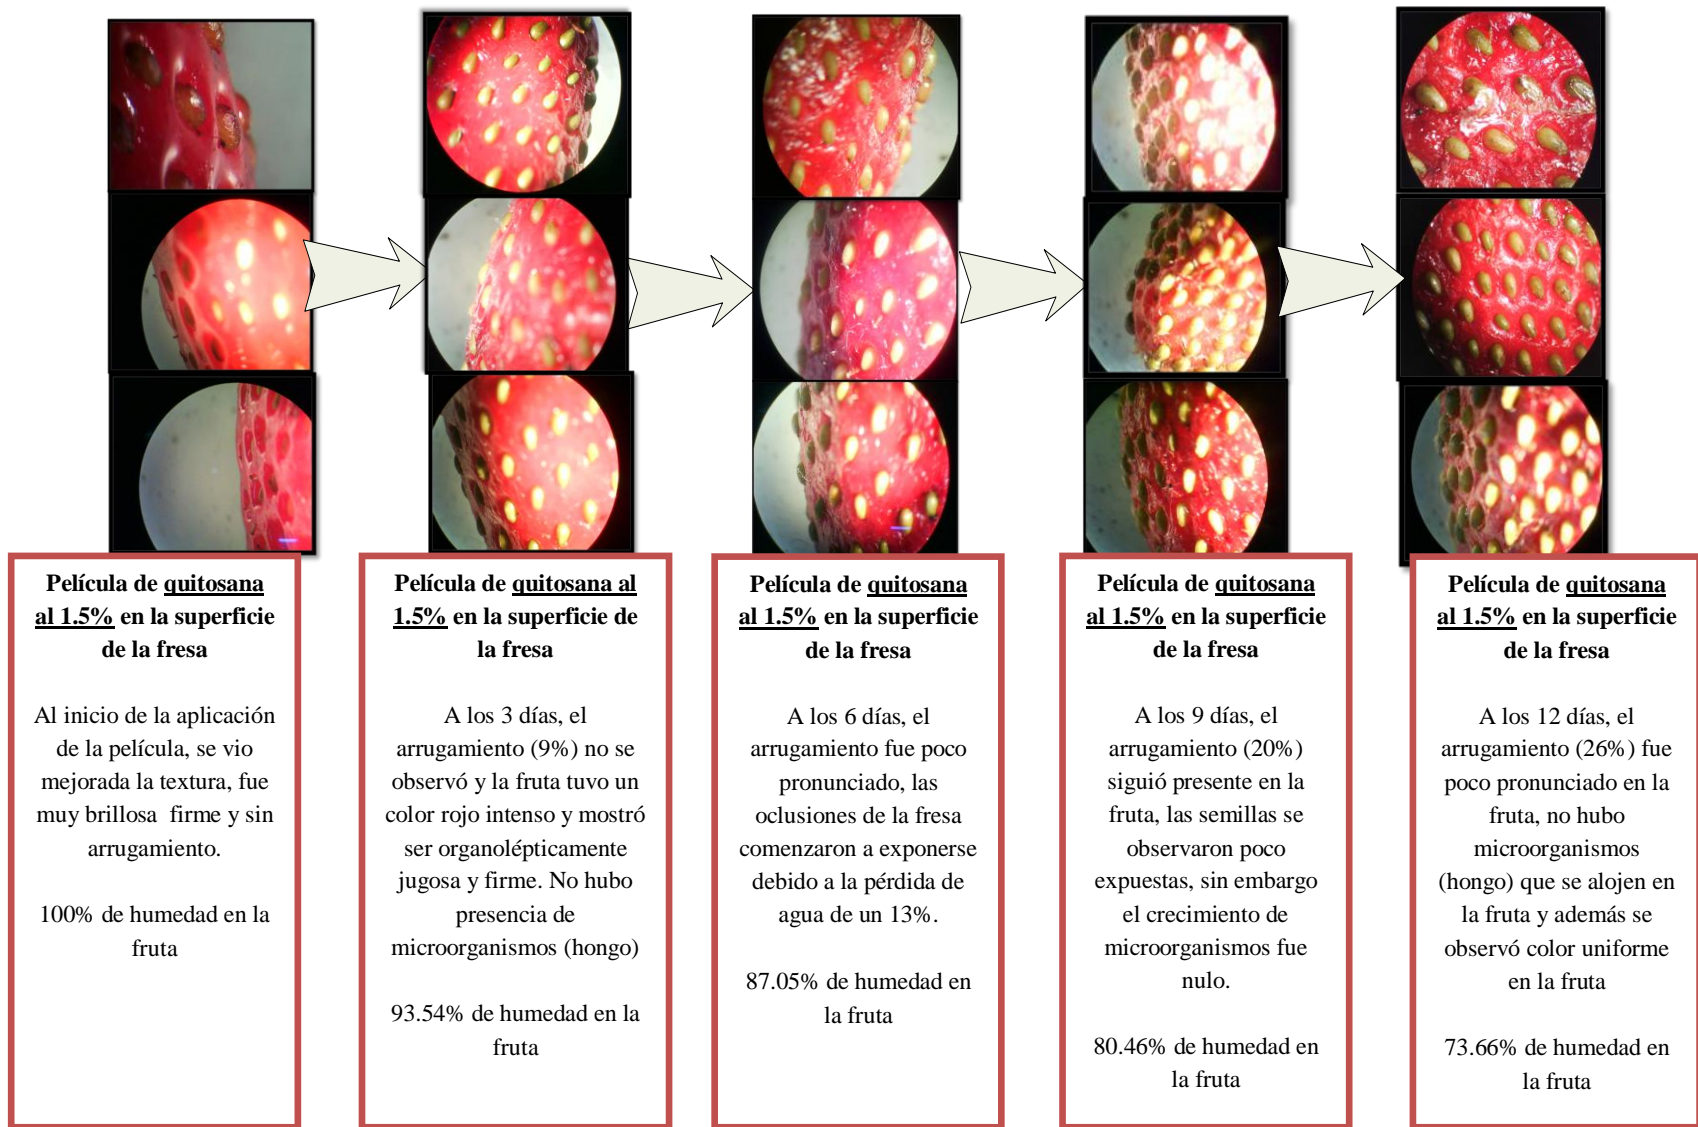 Película de quitosana
al 1.5% en la superficie
de la fresa
Al inicio de la aplicación
de la película, se vio
mejorada la textura, fue
muy brillosa  firme y sin
arrugamiento.
100% de humedad en la
fruta
Película de quitosana al
1.5% en la superficie de
la fresa
A los 3 días, el
arrugamiento (9%) no se
observó y la fruta tuvo un
color rojo intenso y mostró
ser organolépticamente
jugosa y firme. No hubo
presencia de
microorganismos (hongo)
93.54% de humedad en la
fruta
Película de quitosana
al 1.5% en la superficie
de la fresa
A los 6 días, el
arrugamiento fue poco
pronunciado, las
oclusiones de la fresa
comenzaron a exponerse
debido a la pérdida de
agua de un 13%.
87.05% de humedad en
la fruta
Película de quitosana
al 1.5% en la superficie
de la fresa
A los 9 días, el
arrugamiento (20%)
siguió presente en la
fruta, las semillas se
observaron poco
expuestas, sin embargo
el crecimiento de
microorganismos fue
nulo.
80.46% de humedad en
la fruta
Película de quitosana
al 1.5% en la superficie
de la fresa
A los 12 días, el
arrugamiento (26%) fue
poco pronunciado en la
fruta, no hubo
microorganismos
(hongo) que se alojen en
la fruta y además se
observó color uniforme
en la fruta
73.66% de humedad en
la fruta